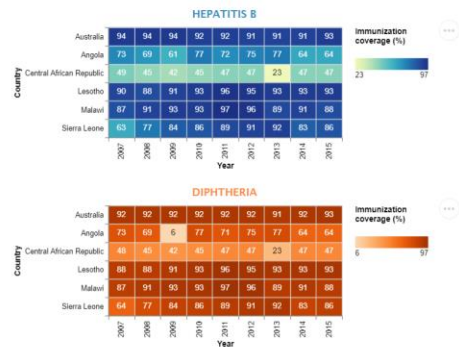 HEPATITIS B
Country
Australia 94 94 94 92 92 91 91 91 93
Angola 73 69 61 77 72 75 77 64 64
Central African Republic 49 45 42 45 47 47 23 47 47
Lesotho 90 88 91 93 96 95 93 93 93
Malawi 87 91 93 93 97 96 89 91 88
Sierra Leone 63 77 84 86 89 91 92 83 86
2007 2008 2009 2010 2011 2012 2013 2014 2015
Year
Immunization
coverage (%)
23 97
DIPHTHERIA
Country
Australia 92 92 92 92 92 92 91 92 93
Angola 73 69 6 77 71 75 77 64 64
Central African Republic 48 45 42 45 47 47 23 47 47
Lesotho 88 88 91 93 96 95 93 93 93
Malawi 87 91 93 93 97 96 89 91 88
Sierra Leone 64 77 84 86 89 91 92 83 86
2007 2008 2009 2010 2011 2012 2013 2014 2015
Year
Immunization
coverage (%)
6 97